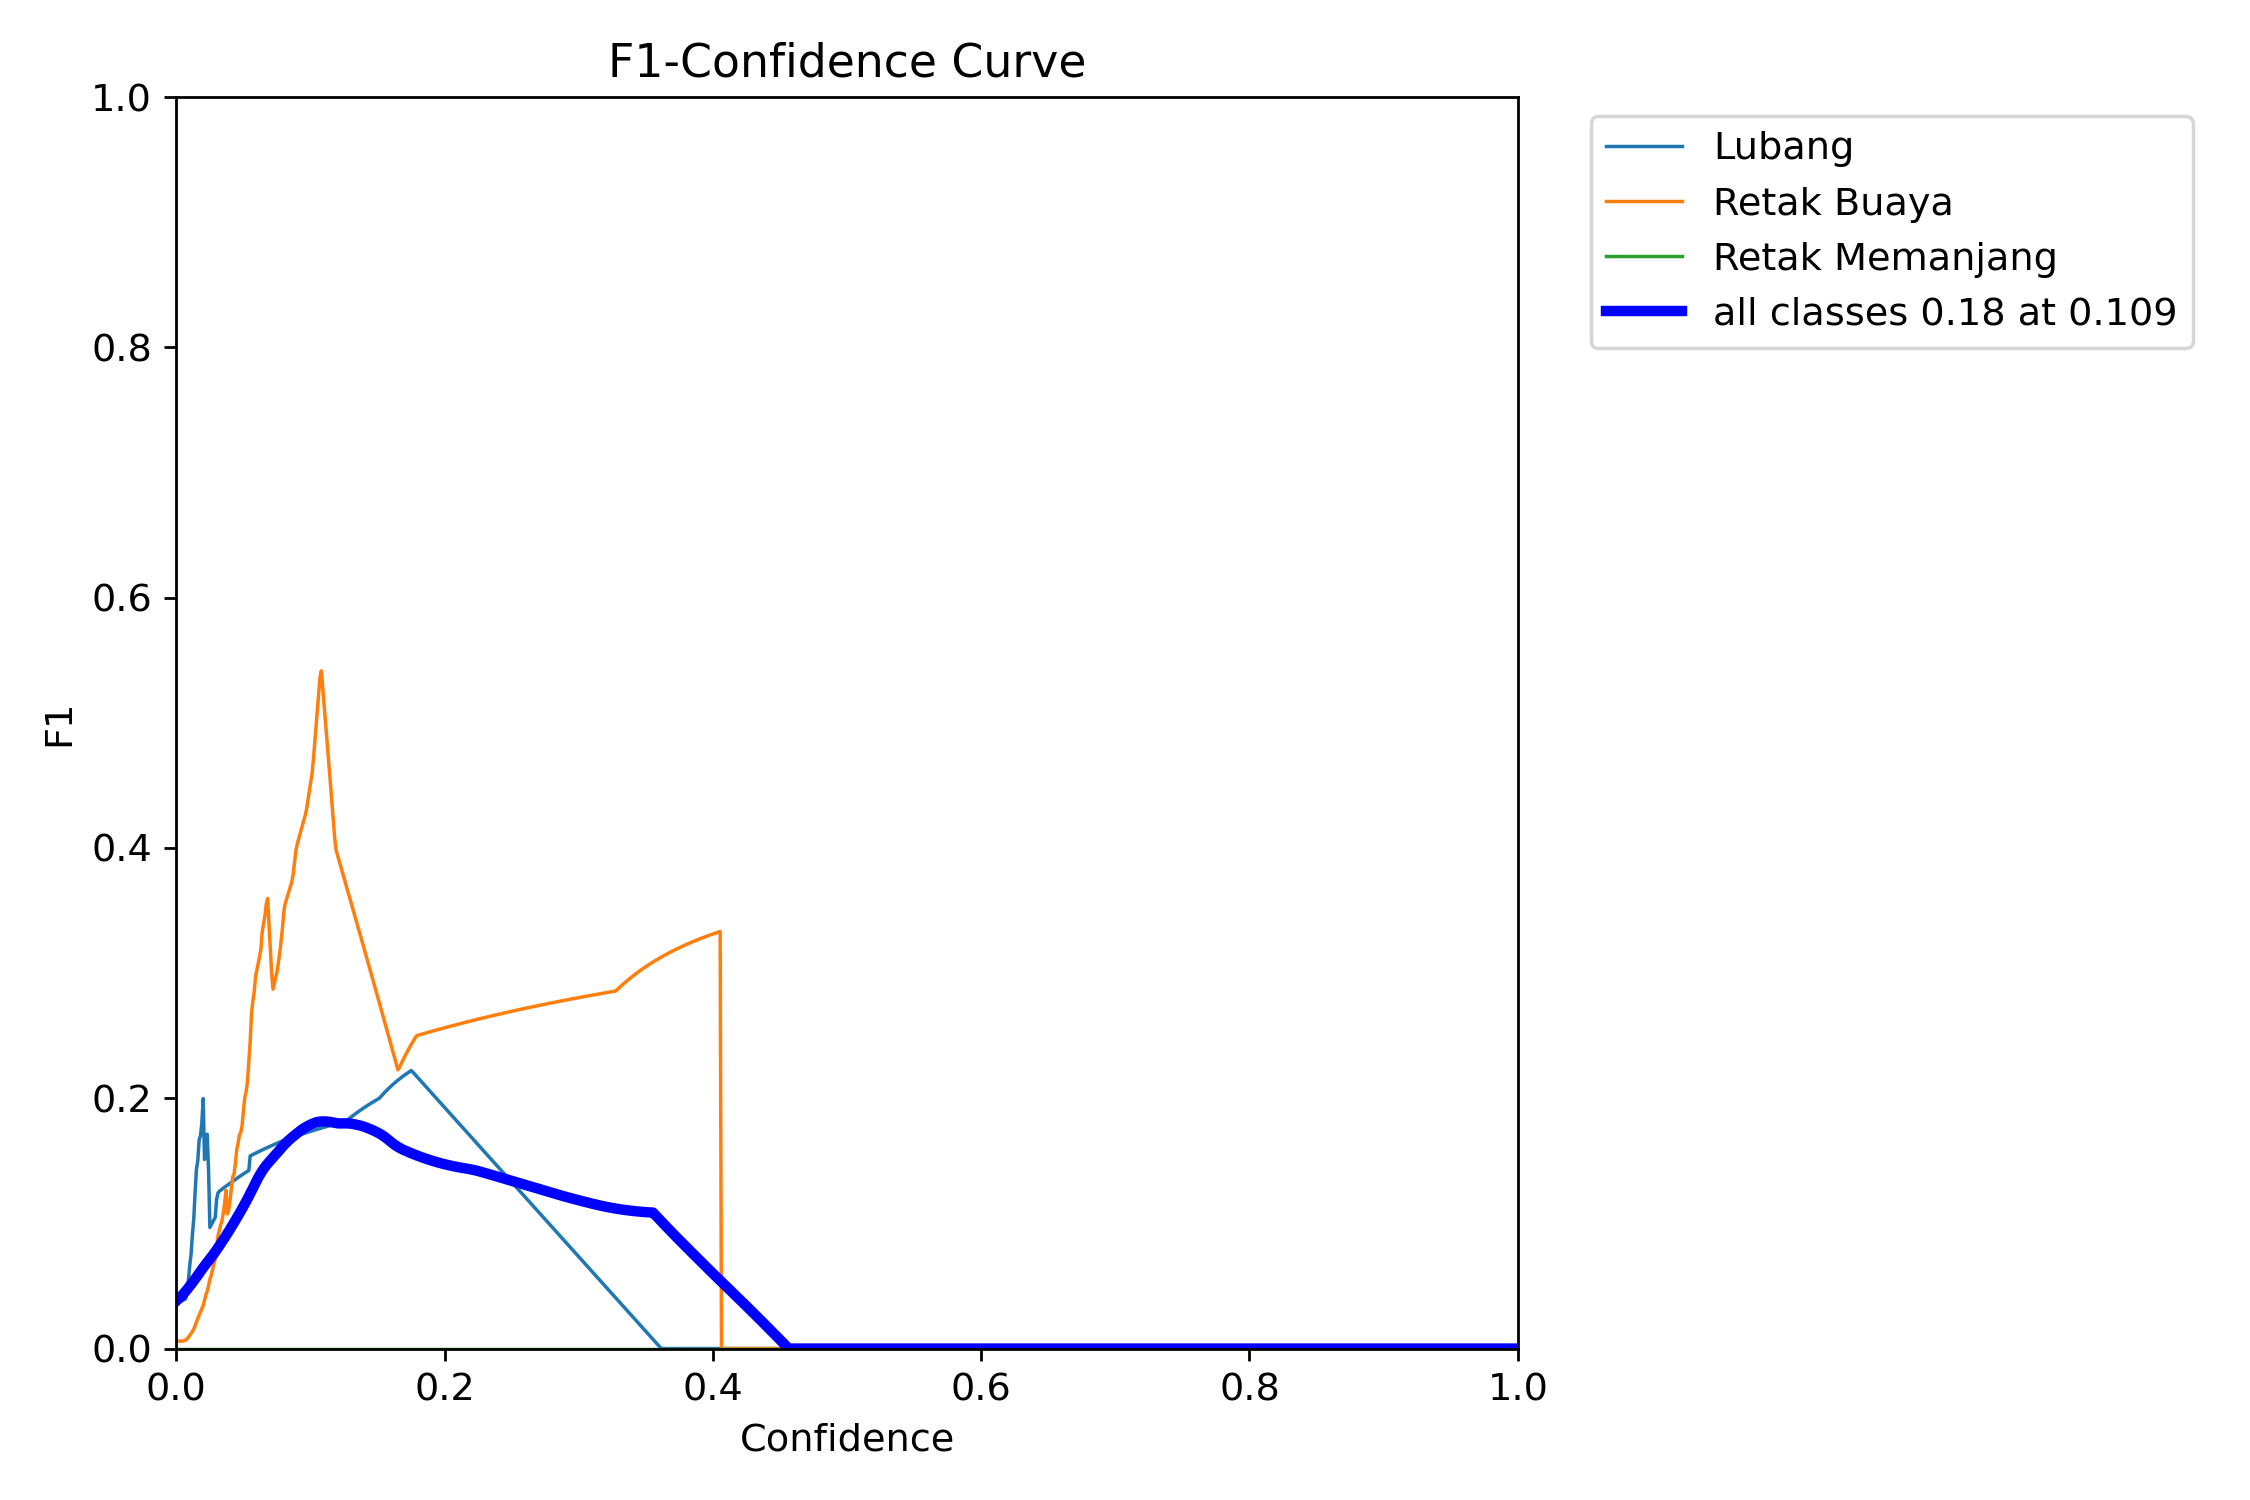 F1-Confidence Curve
1.0
0.8
0.6
0.4
0.2
0.0
F1
0.0 0.2 0.4 0.6 0.8 1.0
Confidence
Lubang
Retak Buaya
Retak Memanjang
all classes 0.18 at 0.109